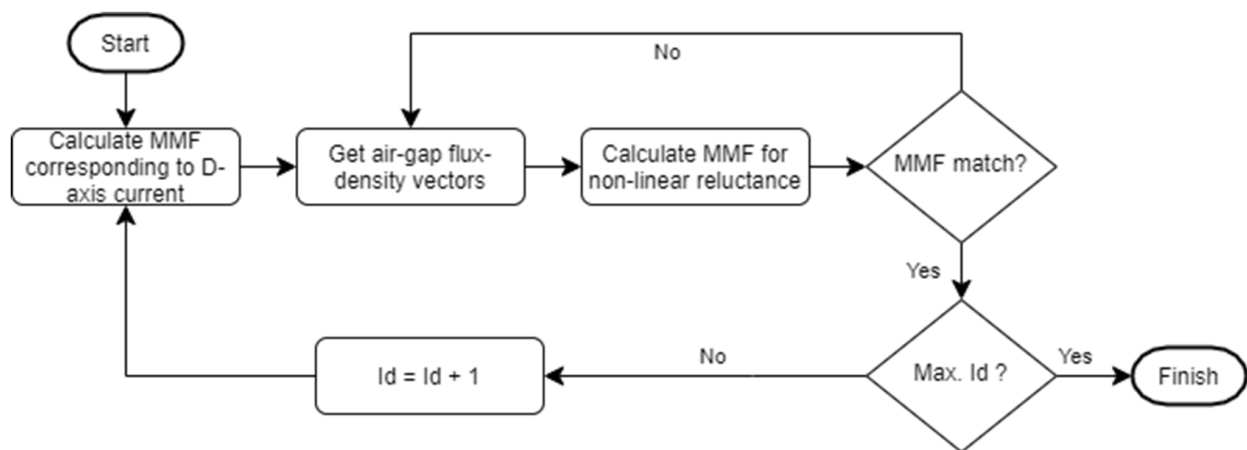 Start
No
Calculate MMF
corresponding to D-
axis current
Get air-gap flux-
density vectors
Calculate MMF for
non-linear reluctance
MMF match?
Yes
Id = Id + 1
No
Max. Id ?
Yes
Finish